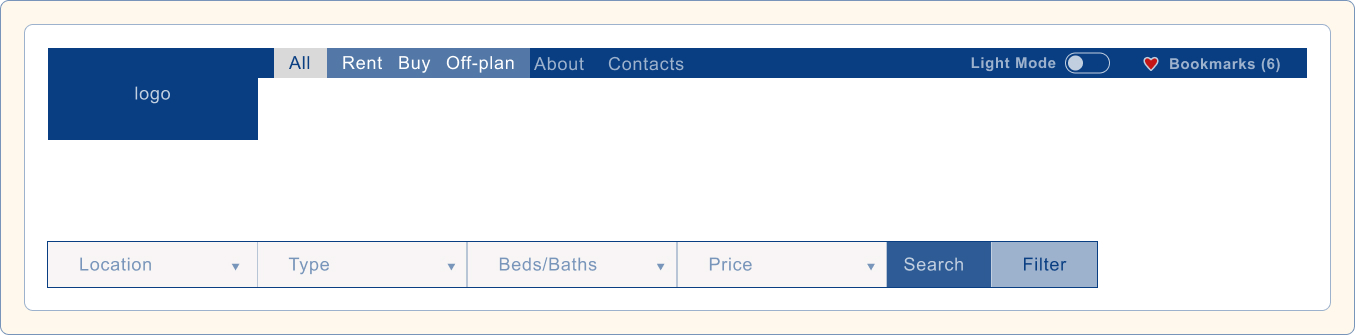 All Rent Buy Off-plan About Contacts Light Mode Bookmarks (6)
logo
Location Type Beds/Baths Price Search Filter